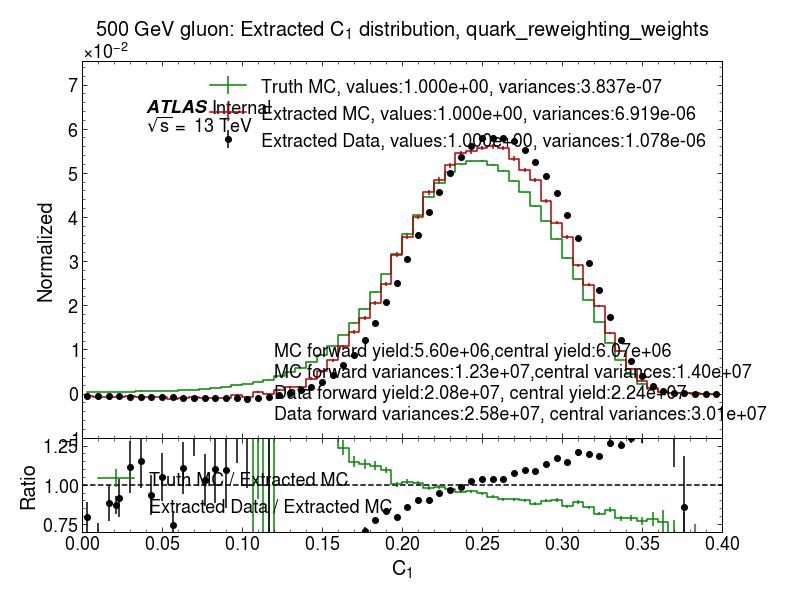 500 GeV gluon: Extracted C₁ distribution, quark_reweighting_weights
×10⁻²
Truth MC, values:1.000e+00, variances:3.837e-07
ATLAS Internal
Extracted MC, values:1.000e+00, variances:6.919e-06
√s = 13 TeV
Extracted Data, values:1.000e+00, variances:1.078e-06
7
6
5
4
3
2
1
0
-1
Normalized
MC forward yield:5.60e+06,central yield:6.07e+06
MC forward variances:1.23e+07,central variances:1.40e+07
Data forward yield:2.08e+07, central yield:2.24e+07
Data forward variances:2.58e+07, central variances:3.01e+07
1.25
1.00
0.75
Ratio
Truth MC / Extracted MC
Extracted Data / Extracted MC
0.00 0.05 0.10 0.15 0.20 0.25 0.30 0.35 0.40
C₁